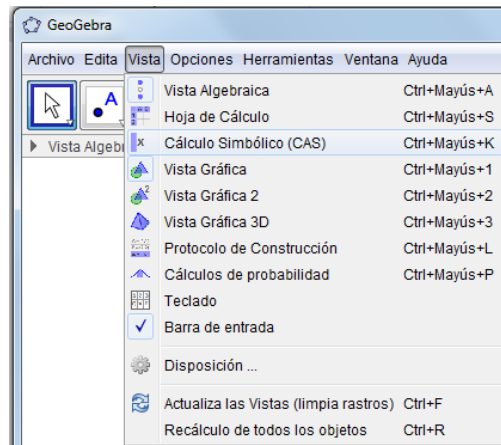 GeoGebra
Archivo Edita Vista Opciones Herramientas Ventana Ayuda
A
Vista Algebraica Ctrl+Mayús+A
Hoja de Cálculo Ctrl+Mayús+S
Cálculo Simbólico (CAS) Ctrl+Mayús+K
Vista Algeb
Vista Gráfica Ctrl+Mayús+1
Vista Gráfica 2 Ctrl+Mayús+2
Vista Gráfica 3D Ctrl+Mayús+3
Protocolo de Construcción Ctrl+Mayús+L
Cálculos de probabilidad Ctrl+Mayús+P
Teclado
Barra de entrada
Disposición ...
Actualiza las Vistas (limpia rastros) Ctrl+F
Recálculo de todos los objetos Ctrl+R